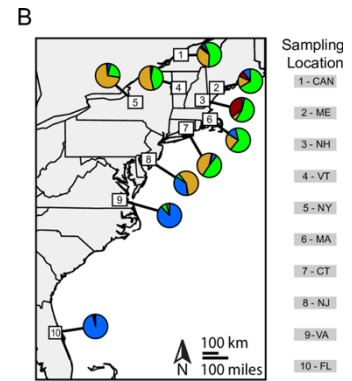 B
Sampling
Location
1 - CAN
2 - ME
3 - NH
4 - VT
5 - NY
6 - MA
7 - CT
8 - NJ
9-VA
10 - FL
1
2
3
4
5
6
7
8
9
10
N
100 km
100 miles